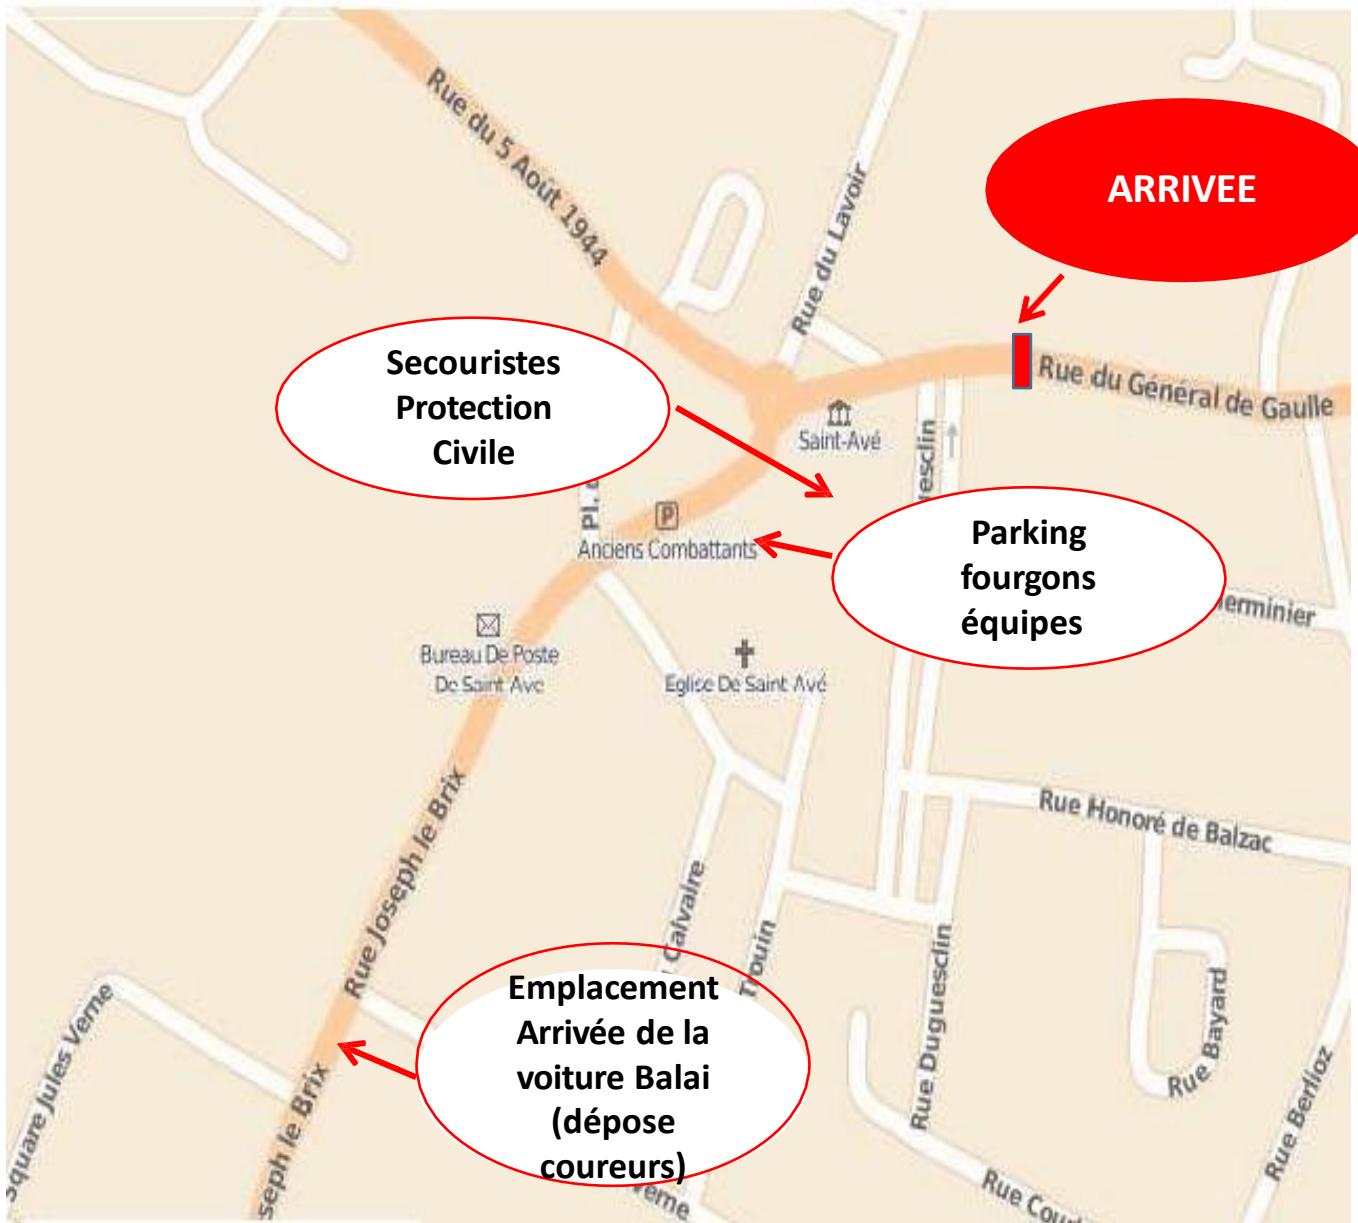 Rue du 5 Août 1944
Rue du Lavoir
ARRIVEE
Rue du Général de Gaulle
Secouristes
Protection
Civile
Saint-Avé
Pl.
P
Anciens Combattants
Parking
fourgons
équipes
Bureau De Poste
De Saint Ave
Eglise De Saint Avé
Rue Joseph le Brix
Rue Honoré de Balzac
Calvaire
Trouin
Rue Duguesclin
Rue Bayard
Rue Berlioz
Square Jules Verne
Emplacement
Arrivée de la
voiture Balai
(dépose
coureurs)
le Brix
Rue